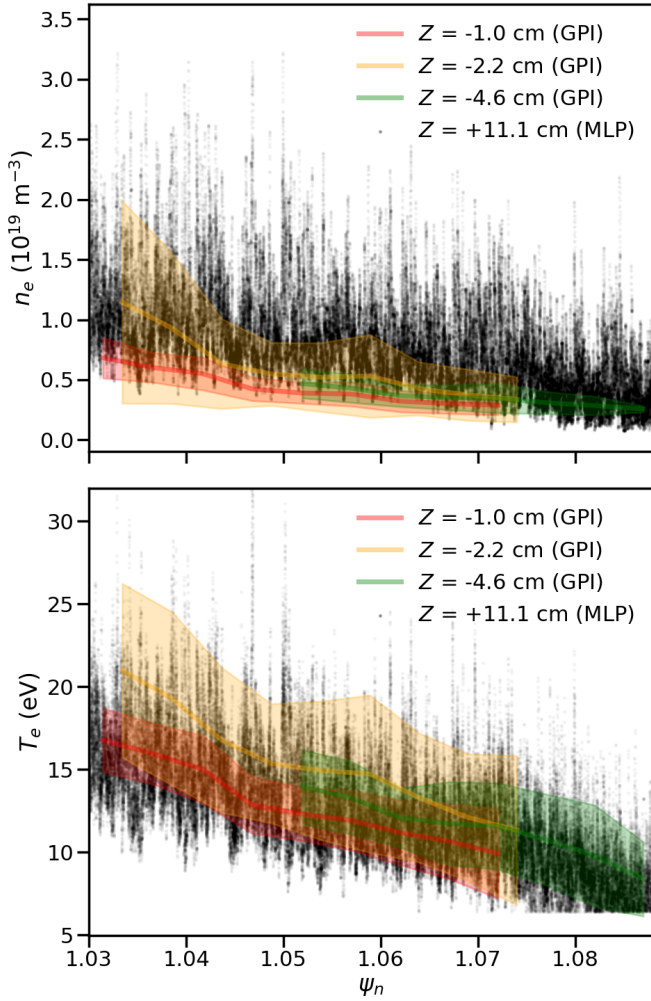 3.5
3.0
2.5
2.0
1.5
1.0
0.5
0.0
n_e (10^19 m^−3)
Z = -1.0 cm (GPI)
Z = -2.2 cm (GPI)
Z = -4.6 cm (GPI)
Z = +11.1 cm (MLP)
30
25
20
15
10
5
T_e (eV)
Z = -1.0 cm (GPI)
Z = -2.2 cm (GPI)
Z = -4.6 cm (GPI)
Z = +11.1 cm (MLP)
1.03 1.04 1.05 1.06 1.07 1.08
ψ_n